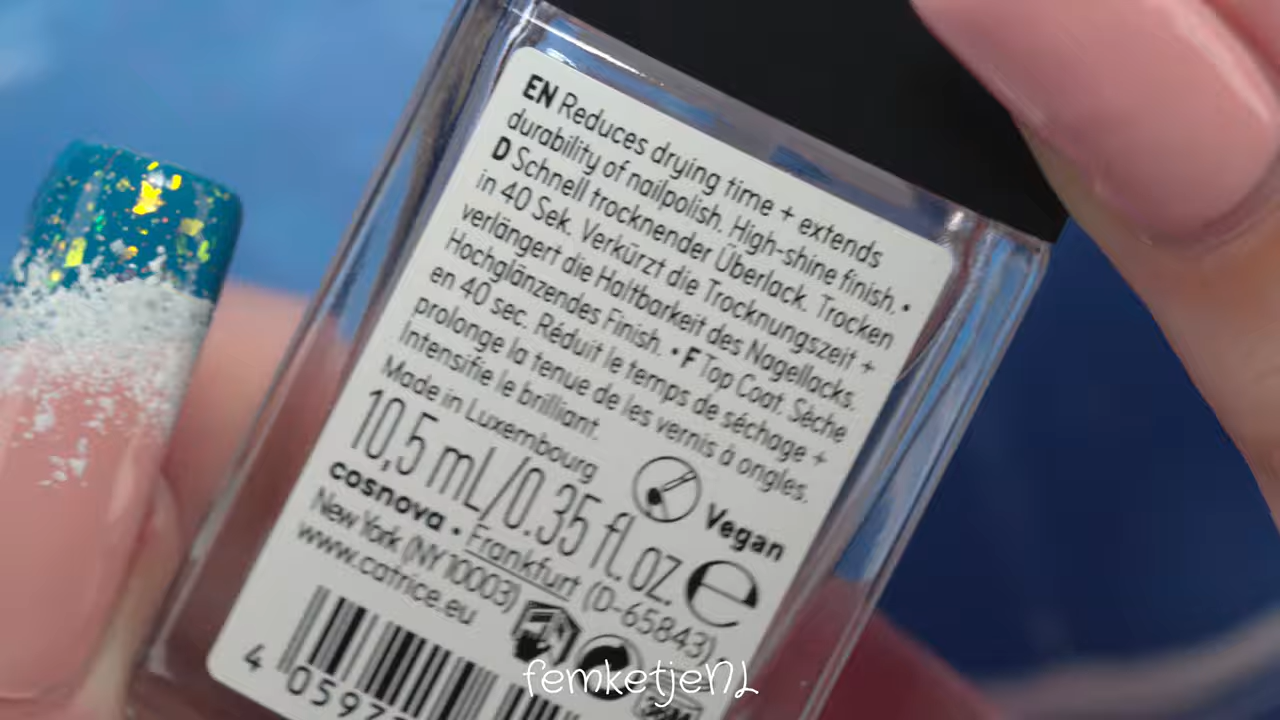 EN Reduces drying time + extends
durability of nailpolish. High-shine finish. •
D Schnell trocknender Überlack. Trocken
in 40 Sek. Verkürzt die Trocknungszeit +
verlängert die Haltbarkeit des Nagellacks.
Hochglänzendes Finish. • F Top Coat. Sèche
en 40 sec. Réduit le temps de séchage +
prolonge la tenue de les vernis à ongles.
Intensifie le brilliant.
Made in Luxembourg
Vegan
10,5 mL/0.35 fl.oz. e
cosnova • Frankfurt (D-65843),
New York (NY 10003)
www.catrice.eu
4 0597
femketjeNL